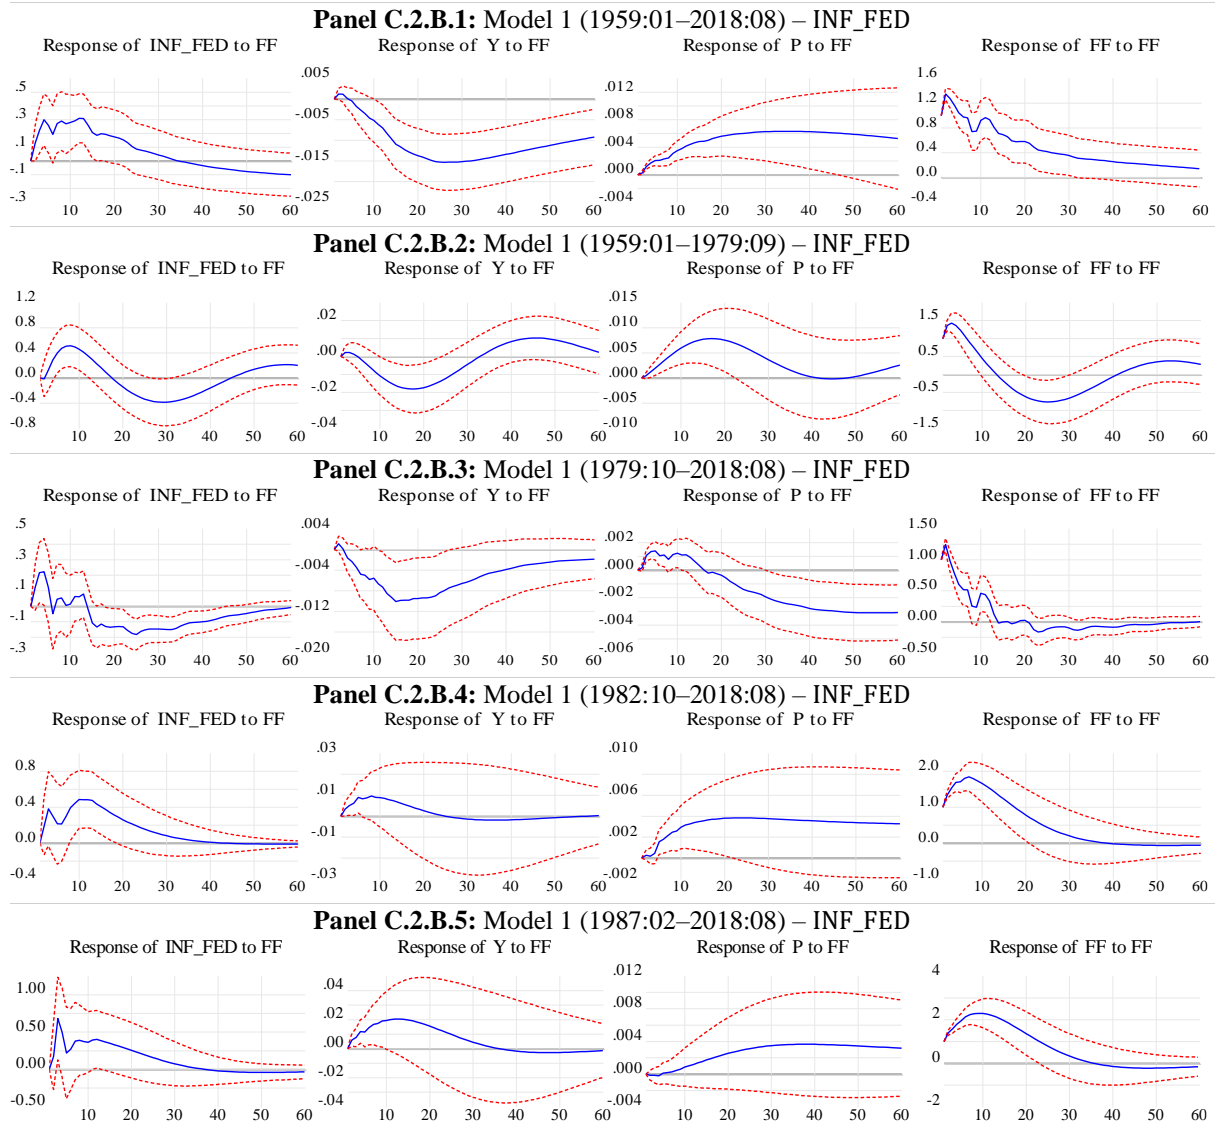 Panel C.2.B.1: Model 1 (1959:01–2018:08) – INF_FED
Response of INF_FED to FF
.5
.3
.1
-.1
-.3
10 20 30 40 50 60
Response of Y to FF
.005
-.005
-.015
-.025
10 20 30 40 50 60
Response of P to FF
.012
.008
.004
.000
-.004
10 20 30 40 50 60
Response of FF to FF
1.6
1.2
0.8
0.4
0.0
-0.4
10 20 30 40 50 60
Panel C.2.B.2: Model 1 (1959:01–1979:09) – INF_FED
Response of INF_FED to FF
1.2
0.8
0.4
0.0
-0.4
-0.8
10 20 30 40 50 60
Response of Y to FF
.02
.00
-.02
-.04
10 20 30 40 50 60
Response of P to FF
.015
.010
.005
.000
-.005
-.010
10 20 30 40 50 60
Response of FF to FF
1.5
0.5
-0.5
-1.5
10 20 30 40 50 60
Panel C.2.B.3: Model 1 (1979:10–2018:08) – INF_FED
Response of INF_FED to FF
.5
.3
.1
-.1
-.3
10 20 30 40 50 60
Response of Y to FF
.004
-.004
-.012
-.020
10 20 30 40 50 60
Response of P to FF
.002
.000
-.002
-.004
-.006
10 20 30 40 50 60
Response of FF to FF
1.50
1.00
0.50
0.00
-0.50
10 20 30 40 50 60
Panel C.2.B.4: Model 1 (1982:10–2018:08) – INF_FED
Response of INF_FED to FF
0.8
0.4
0.0
-0.4
10 20 30 40 50 60
Response of Y to FF
.03
.01
-.01
-.03
10 20 30 40 50 60
Response of P to FF
.010
.006
.002
-.002
10 20 30 40 50 60
Response of FF to FF
2.0
1.0
0.0
-1.0
10 20 30 40 50 60
Panel C.2.B.5: Model 1 (1987:02–2018:08) – INF_FED
Response of INF_FED to FF
1.00
0.50
0.00
-0.50
10 20 30 40 50 60
Response of Y to FF
.04
.02
.00
-.02
-.04
10 20 30 40 50 60
Response of P to FF
.012
.008
.004
.000
-.004
10 20 30 40 50 60
Response of FF to FF
4
2
0
-2
10 20 30 40 50 60